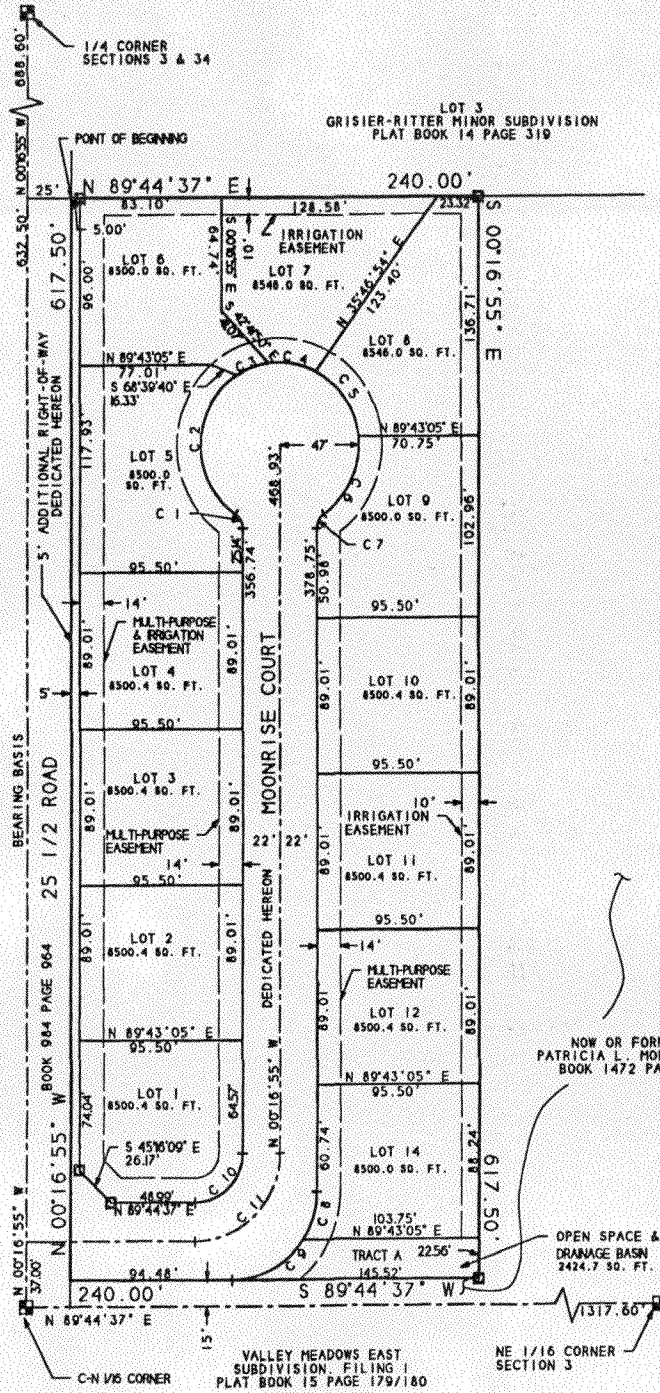 688.60'
1/4 CORNER
SECTIONS 3 & 34
LOT 3
GRISIER-RITTER MINOR SUBDIVISION
PLAT BOOK 14 PAGE 319
POINT OF BEGINNING
N 00°16'55" W
632.50'
25'
N 89°44'37" E
240.00'
83.10'
128.58'
23.32'
5.00'
10'
IRRIGATION
EASEMENT
S 00°16'55" E
64.74'
LOT 6
8500.0 SQ. FT.
LOT 7
8548.0 SQ. FT.
N 35°46'54" E
123.40'
S 00°16'55" E
136.71'
617.50'
96.00'
LOT 8
8546.0 SQ. FT.
N 89°43'05" E
77.01'
S 68°39'40" E
16.33'
C 3
C 4
C 5
5' ADDITIONAL RIGHT-OF-WAY
DEDICATED HEREON
117.93'
C 2
47'
N 89°43'05" E
70.75'
LOT 5
8500.0
SQ. FT.
468.93'
C 6
LOT 9
8500.0 SQ. FT.
102.96'
C 1
C 7
25.14'
356.74'
378.75'
50.98'
95.50'
95.50'
14'
MULTI-PURPOSE
& IRRIGATION
EASEMENT
89.01'
LOT 4
8500.4 SQ. FT.
89.01'
LOT 10
8500.4 SQ. FT.
89.01'
89.01'
5'
95.50'
95.50'
BEARING BASIS
25 1/2 ROAD
MOONRISE COURT
89.01'
LOT 3
8500.4 SQ. FT.
89.01'
MULTI-PURPOSE
EASEMENT
14'
22'
22'
10'
IRRIGATION
EASEMENT
89.01'
89.01'
LOT 11
8500.4 SQ. FT.
95.50'
95.50'
BOOK 984 PAGE 964
89.01'
LOT 2
8500.4 SQ. FT.
89.01'
DEDICATED HEREON
14'
MULTI-PURPOSE
EASEMENT
89.01'
LOT 12
8500.4 SQ. FT.
89.01'
N 89°43'05" E
95.50'
NOW OR
PATRICIA L.
BOOK 1472
N 00°16'55" W
74.04'
LOT 1
8500.4 SQ. FT.
64.57'
N 00°16'55" W
N 89°43'05" E
95.50'
S 45°16'09" E
26.17'
60.74'
LOT 14
8500.0 SQ. FT.
88.24'
617.50'
48.99'
N 89°44'37" E
C 10
C 11
C 8
103.75'
N 89°43'05" E
N 00°16'55" W
37.00'
C 9
TRACT A
22.56'
OPEN SPACE &
DRAINAGE BASIN
2424.7 SQ. FT.
94.48'
145.52'
240.00'
S 89°44'37" W
N 89°44'37" E
15'
1317.60'
C-N 1/16 CORNER
VALLEY MEADOWS EAST
SUBDIVISION, FILING 1
PLAT BOOK 15 PAGE 179/180
NE 1/16 CORNER
SECTION 3